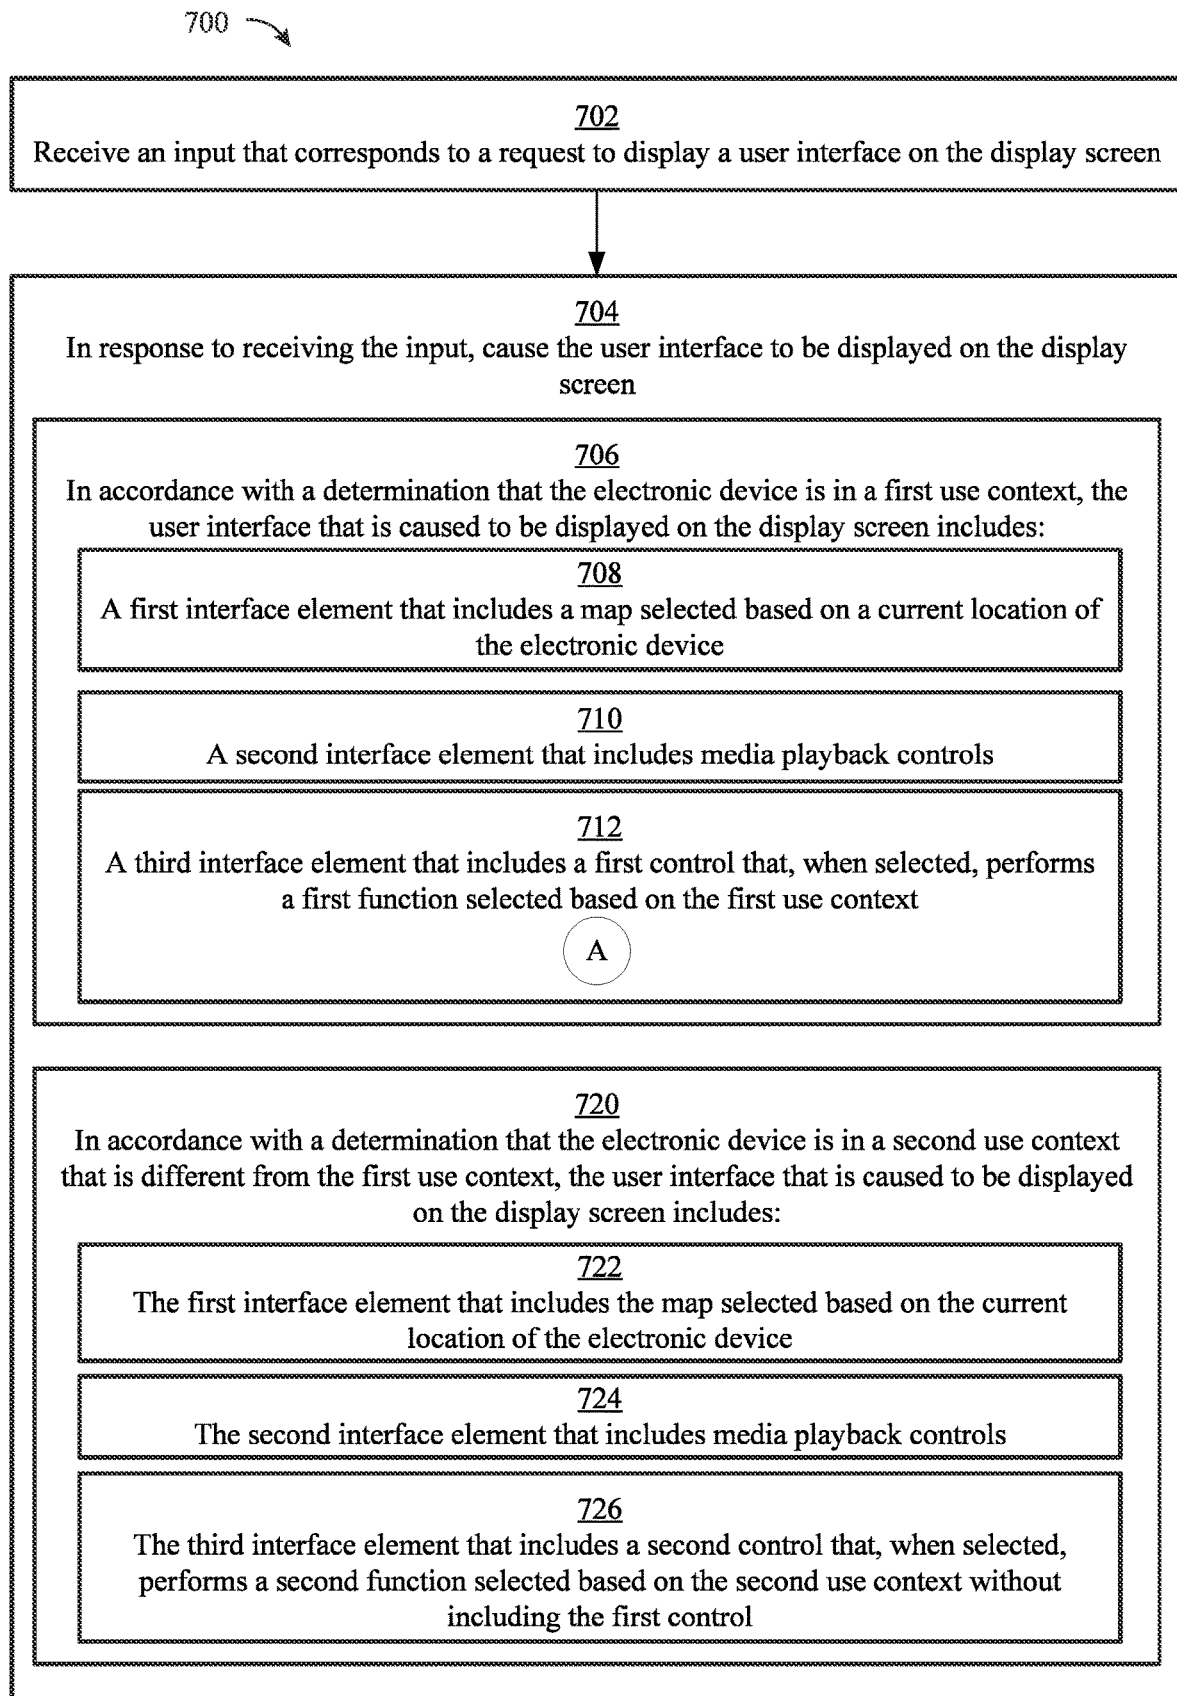 700
702
Receive an input that corresponds to a request to display a user interface on the display screen
704
In response to receiving the input, cause the user interface to be displayed on the display
screen
706
In accordance with a determination that the electronic device is in a first use context, the
user interface that is caused to be displayed on the display screen includes:
708
A first interface element that includes a map selected based on a current location of
the electronic device
710
A second interface element that includes media playback controls
712
A third interface element that includes a first control that, when selected, performs
a first function selected based on the first use context
A
720
In accordance with a determination that the electronic device is in a second use context
that is different from the first use context, the user interface that is caused to be displayed
on the display screen includes:
722
The first interface element that includes the map selected based on the current
location of the electronic device
724
The second interface element that includes media playback controls
726
The third interface element that includes a second control that, when selected,
performs a second function selected based on the second use context without
including the first control